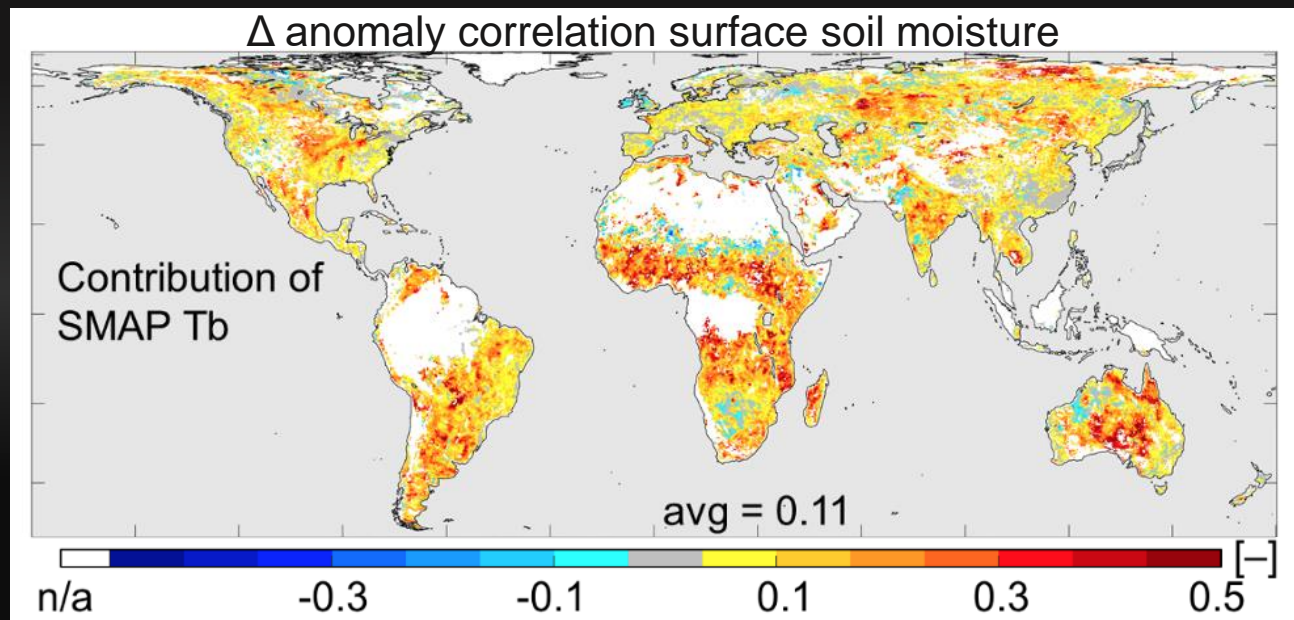 Δ anomaly correlation surface soil moisture
Contribution of
SMAP Tb
avg = 0.11
[–]
n/a -0.3 -0.1 0.1 0.3 0.5